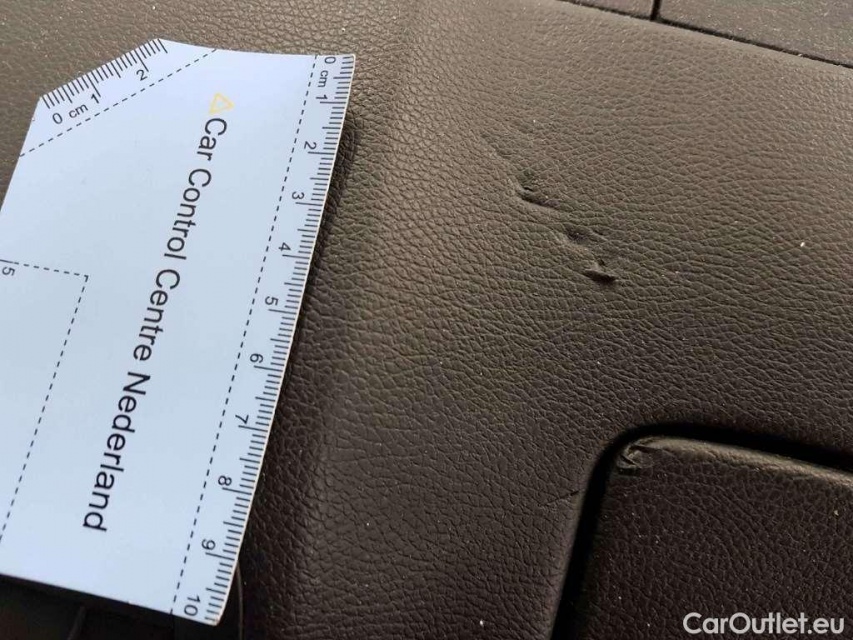 0 cm 1 2
0 cm 1 2 3 4 5 6 7 8 9 10
Car Control Centre Nederland
5
CarOutlet.eu